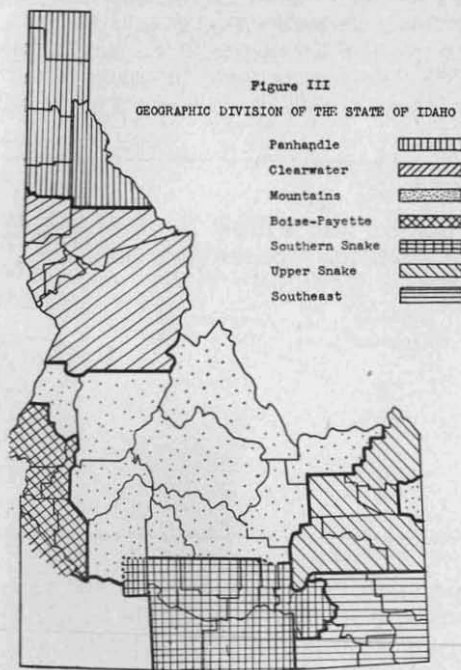 Figure III
GEOGRAPHIC DIVISION OF THE STATE OF IDAHO
Panhandle
Clearwater
Mountains
Boise-Payette
Southern Snake
Upper Snake
Southeast